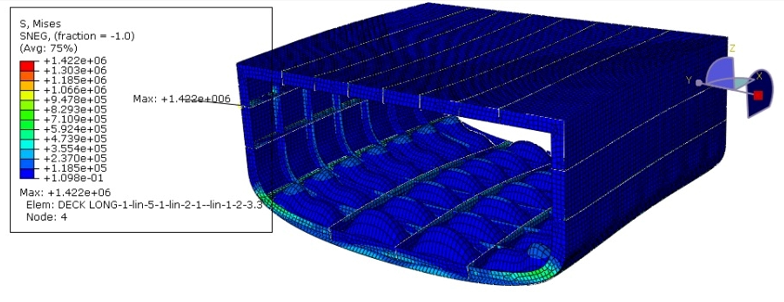 S, Mises
SNEG, (fraction = -1.0)
(Avg: 75%)
+1.422e+06
+1.303e+06
+1.185e+06
+1.066e+06
+9.478e+05
+8.293e+05
+7.109e+05
+5.924e+05
+4.739e+05
+3.554e+05
+2.370e+05
+1.185e+05
+1.098e-01
Max: +1.422e+06
Elem: DECK LONG-1-lin-5-1-lin-2-1--lin-1-2-3.3
Node: 4
Max: +1.422e+006
Z
Y
X